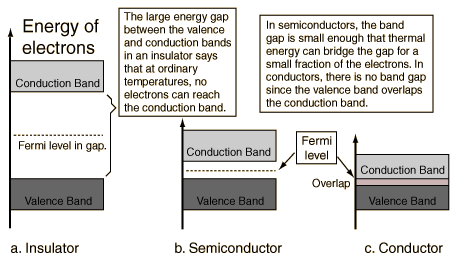 Energy of
electrons
The large energy gap
between the valence
and conduction bands
in an insulator says
that at ordinary
temperatures, no
electrons can reach
the conduction band.
In semiconductors, the band
gap is small enough that thermal
energy can bridge the gap for
a small fraction of the electrons. In
conductors, there is no band gap
since the valence band overlaps
the conduction band.
Conduction Band
Fermi level in gap.
Valence Band
a. Insulator
Conduction Band
Valence Band
b. Semiconductor
Fermi
level
Conduction Band
Overlap
Valence Band
c. Conductor